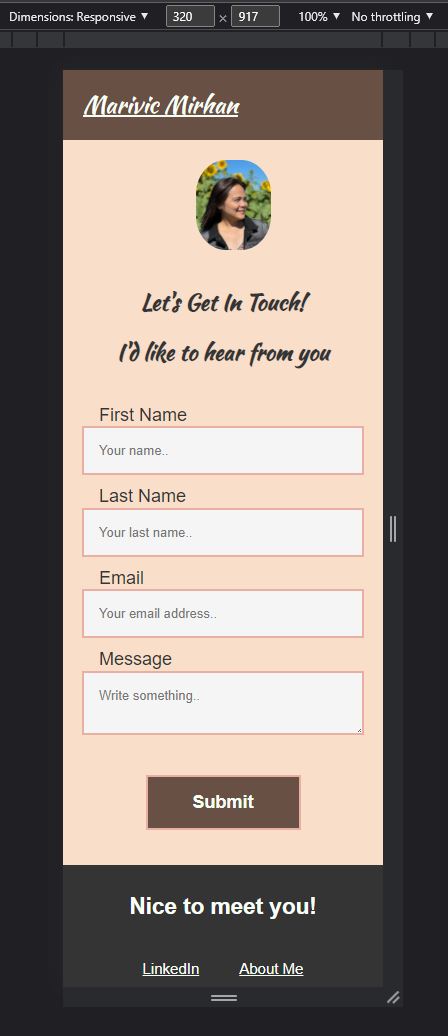 Dimensions: Responsive ▼ 320 × 917 100% ▼ No throttling ▼
Marivic Mirhan
Let's Get In Touch!
I'd like to hear from you
First Name
Your name..
Last Name
Your last name..
Email
Your email address..
Message
Write something..
Submit
Nice to meet you!
LinkedIn About Me